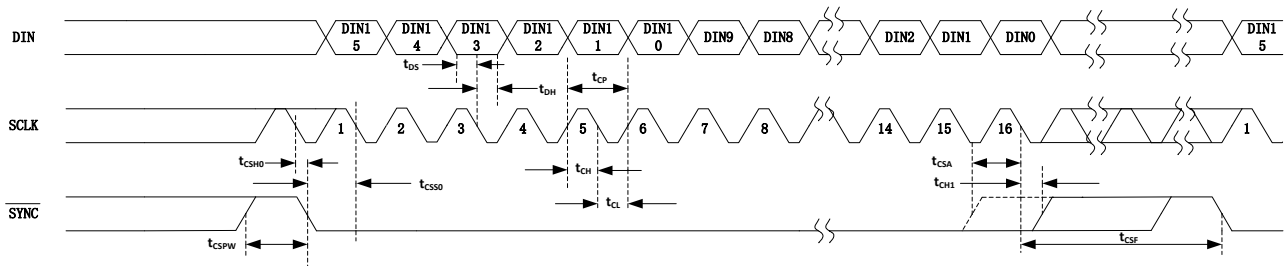 DIN DIN1 5 DIN1 4 DIN1 3 DIN1 2 DIN1 1 DIN1 0 DIN9 DIN8 DIN2 DIN1 DIN0 DIN1 5
tDS tDH tCP
SCLK 1 2 3 4 5 6 7 8 14 15 16 1
tCSH0 tCSS0 tCH tCL tCSA tCH1
SYNC
tCSPW tCSF